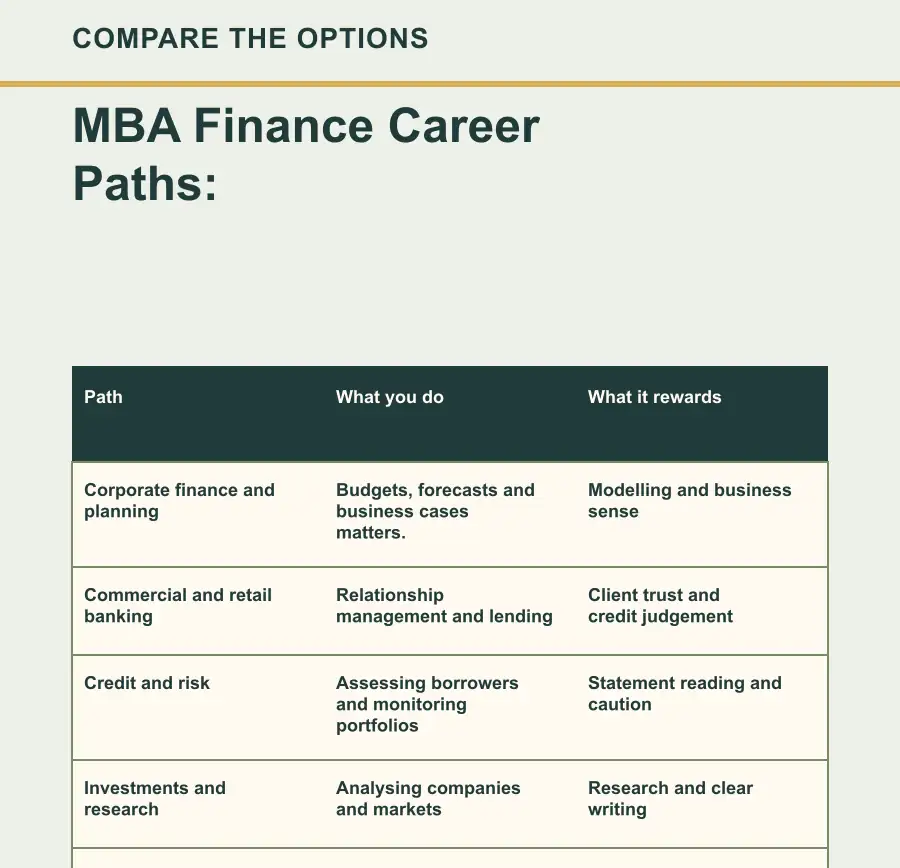 COMPARE THE OPTIONS
MBA Finance Career
Paths:
Path
What you do
What it rewards
Corporate finance and
planning
Budgets, forecasts and
business cases
matters.
Modelling and business
sense
Commercial and retail
banking
Relationship
management and lending
Client trust and
credit judgement
Credit and risk
Assessing borrowers
and monitoring
portfolios
Statement reading and
caution
Investments and
research
Analysing companies
and markets
Research and clear
writing